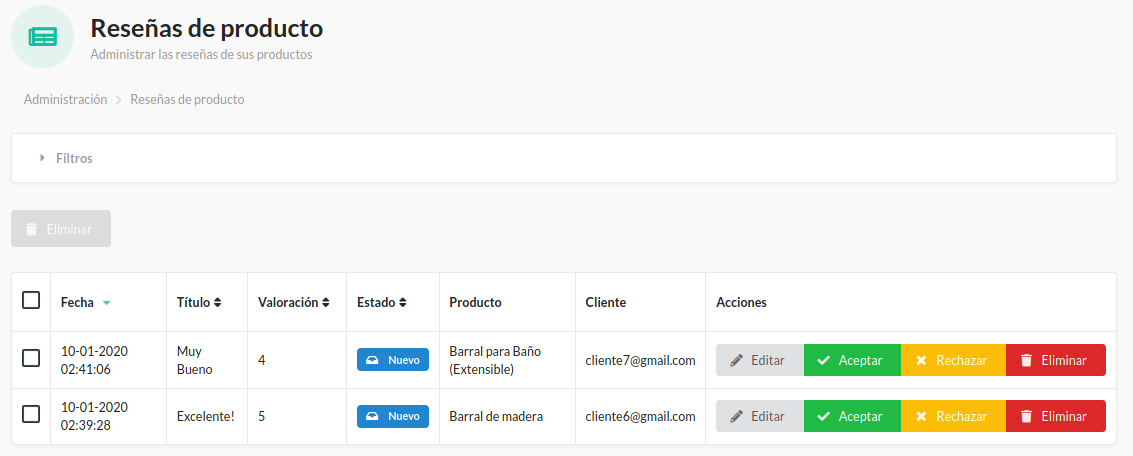 Reseñas de producto
Administrar las reseñas de sus productos
Administración > Reseñas de producto
Filtros
Eliminar
Fecha Título Valoración Estado Producto Cliente Acciones
10-01-2020 02:41:06 Muy Bueno 4 Nuevo Barral para Baño (Extensible) cliente7@gmail.com Editar Aceptar Rechazar Eliminar
10-01-2020 02:39:28 Excelente! 5 Nuevo Barral de madera cliente6@gmail.com Editar Aceptar Rechazar Eliminar